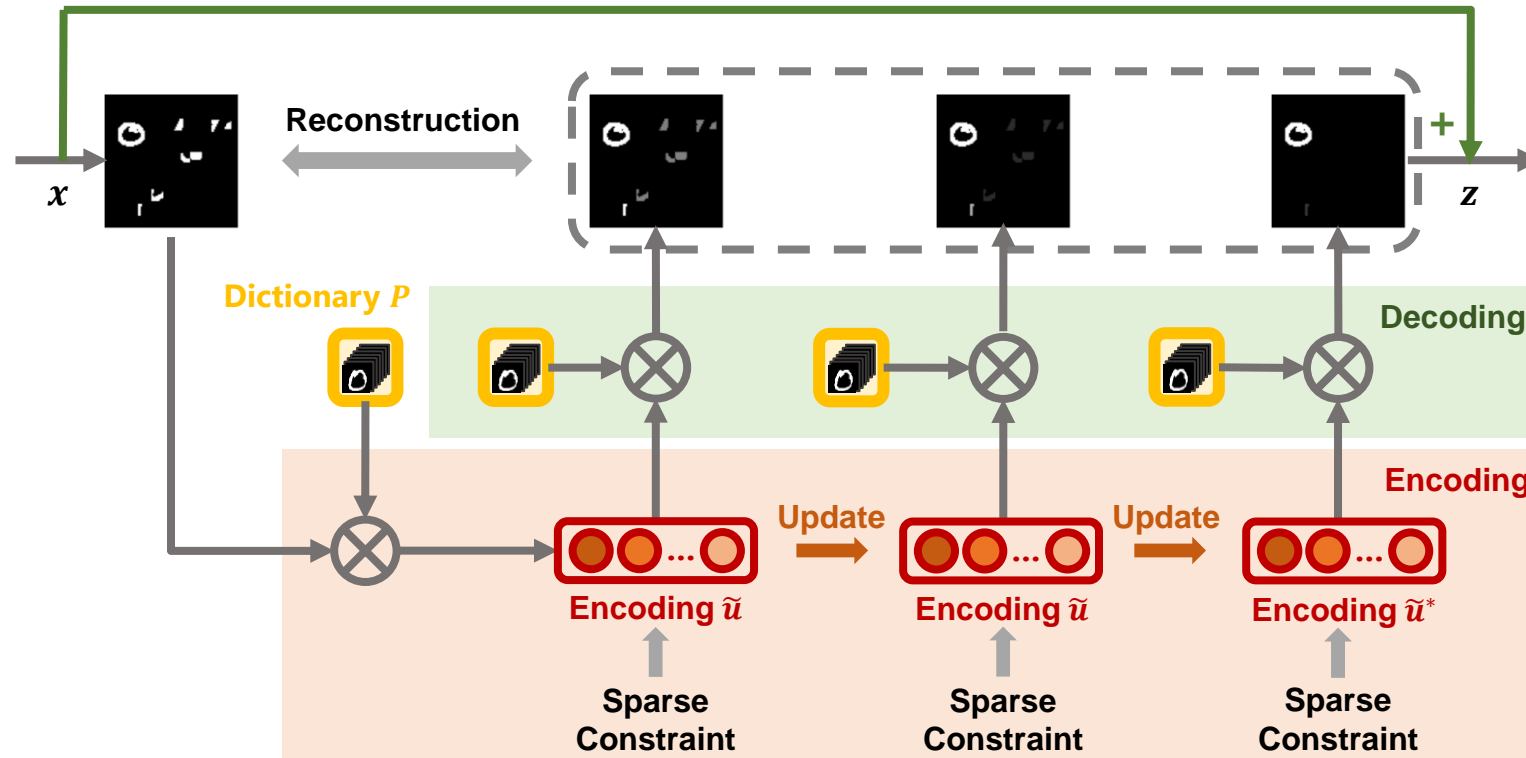 Reconstruction
+
x
z
Dictionary P
Decoding
Encoding
Update
Update
...
...
...
Encoding ũ
Encoding ũ
Encoding ũ*
Sparse
Constraint
Sparse
Constraint
Sparse
Constraint